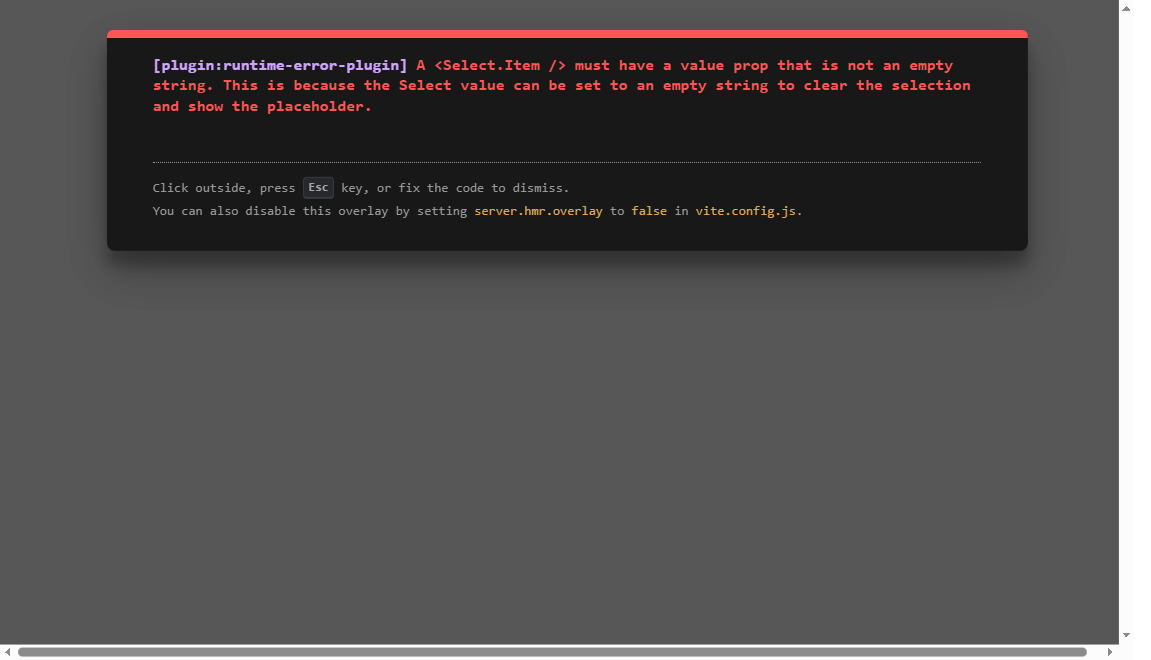 [plugin:runtime-error-plugin] A <Select.Item /> must have a value prop that is not an empty
string. This is because the Select value can be set to an empty string to clear the selection
and show the placeholder.
Click outside, press Esc key, or fix the code to dismiss.
You can also disable this overlay by setting server.hmr.overlay to false in vite.config.js.